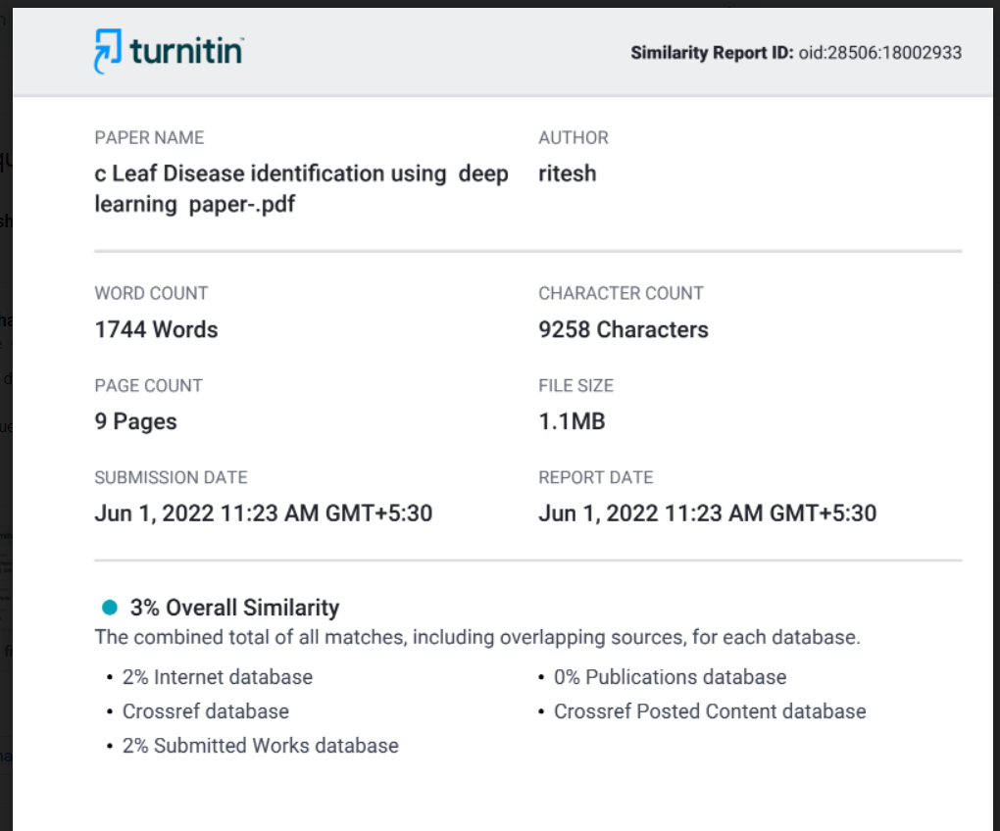 turnitin
Similarity Report ID: oid:28506:18002933
PAPER NAME
c Leaf Disease identification using  deep
learning  paper-.pdf
AUTHOR
ritesh
WORD COUNT
1744 Words
CHARACTER COUNT
9258 Characters
PAGE COUNT
9 Pages
FILE SIZE
1.1MB
SUBMISSION DATE
Jun 1, 2022 11:23 AM GMT+5:30
REPORT DATE
Jun 1, 2022 11:23 AM GMT+5:30
3% Overall Similarity
The combined total of all matches, including overlapping sources, for each database.
• 2% Internet database
• 0% Publications database
• Crossref database
• Crossref Posted Content database
• 2% Submitted Works database